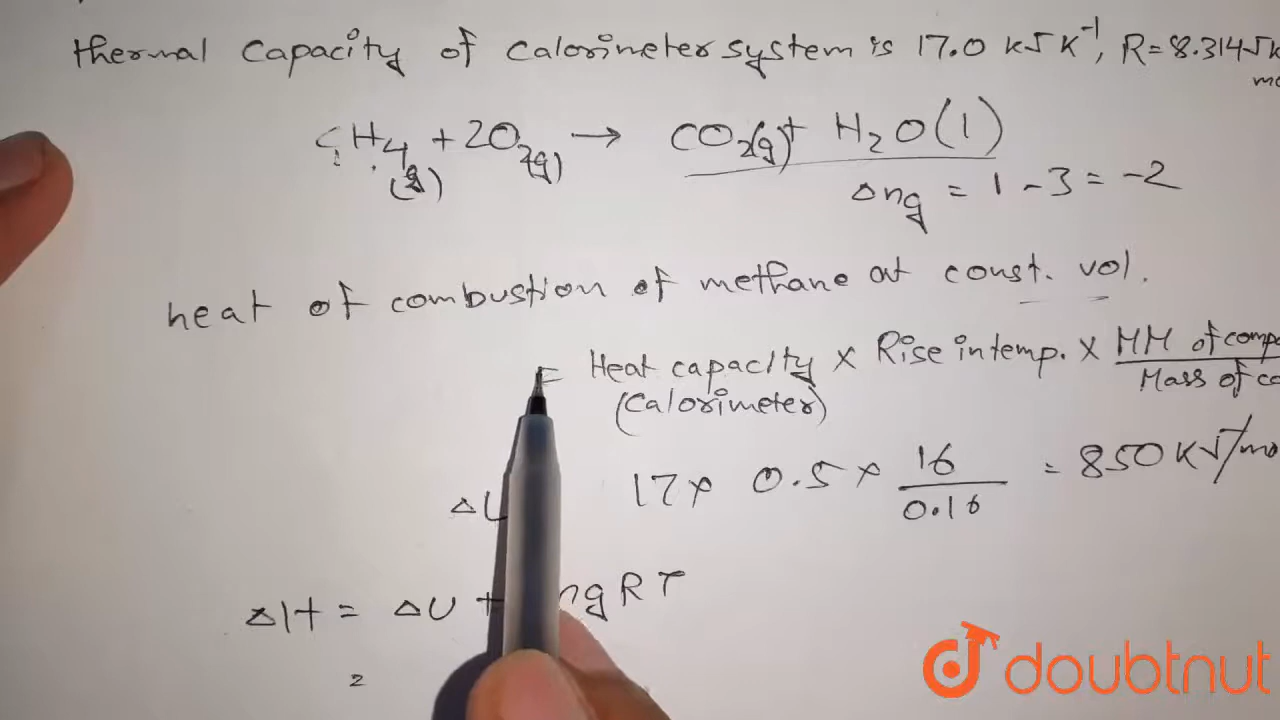 thermal capacity of calorimeter system is 17.0 kJ K⁻¹, R = 8.314 J
CH₄(g) + 2O₂(g) → CO₂(g) + H₂O(l)
Δng = 1 - 3 = -2
heat of combustion of methane at const. vol.
= Heat capacity × Rise in temp. × MM of
(Calorimeter) Mass of
17 × 0.5 × 16/0.16 = 850 kJ/
ΔU
ΔH = ΔU + ngRT
=
doubtnut